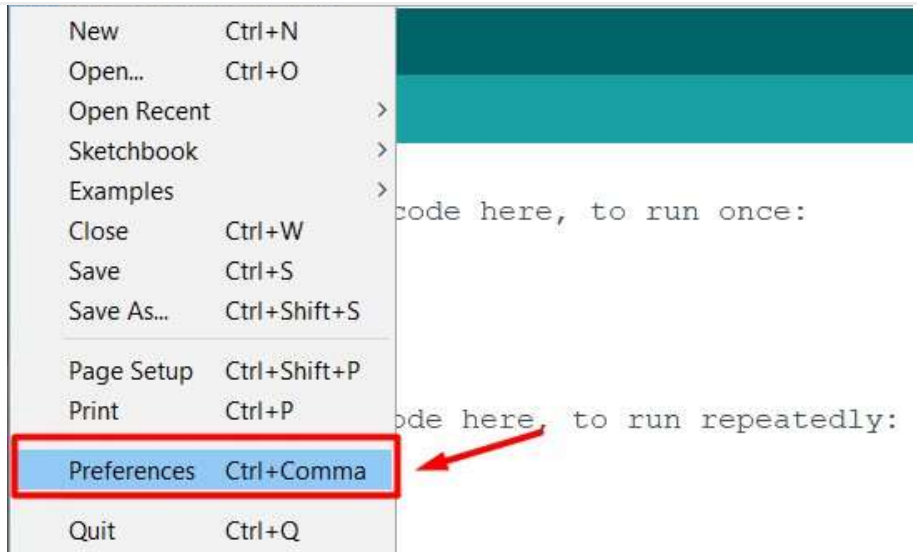 New Ctrl+N
Open... Ctrl+O
Open Recent >
Sketchbook >
Examples >
code here, to run once:
Close Ctrl+W
Save Ctrl+S
Save As... Ctrl+Shift+S
Page Setup Ctrl+Shift+P
Print Ctrl+P
code here, to run repeatedly:
Preferences Ctrl+Comma
Quit Ctrl+Q